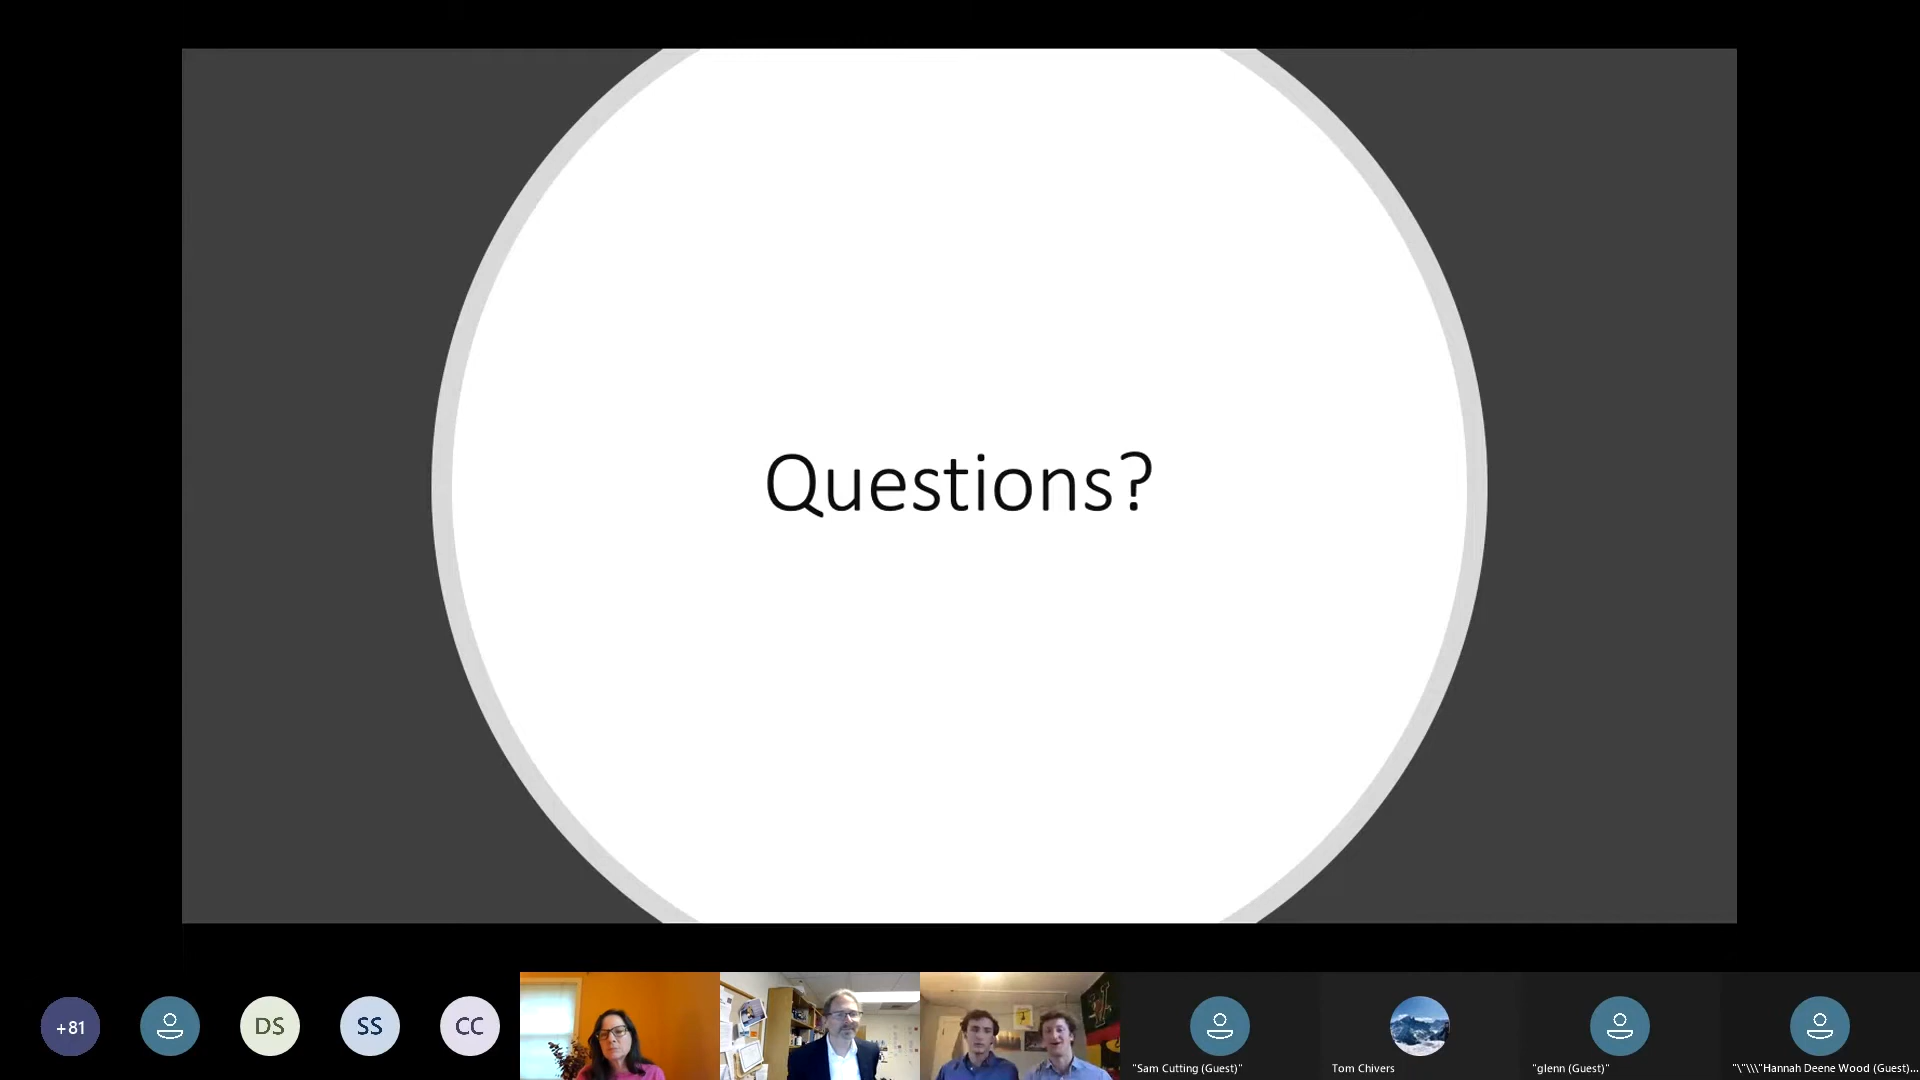 Questions?
+81
DS
SS
CC
"Sam Cutting (Guest)"
Tom Chivers
"glenn (Guest)"
"\"\\\"Hannah Deene Wood (Guest)...